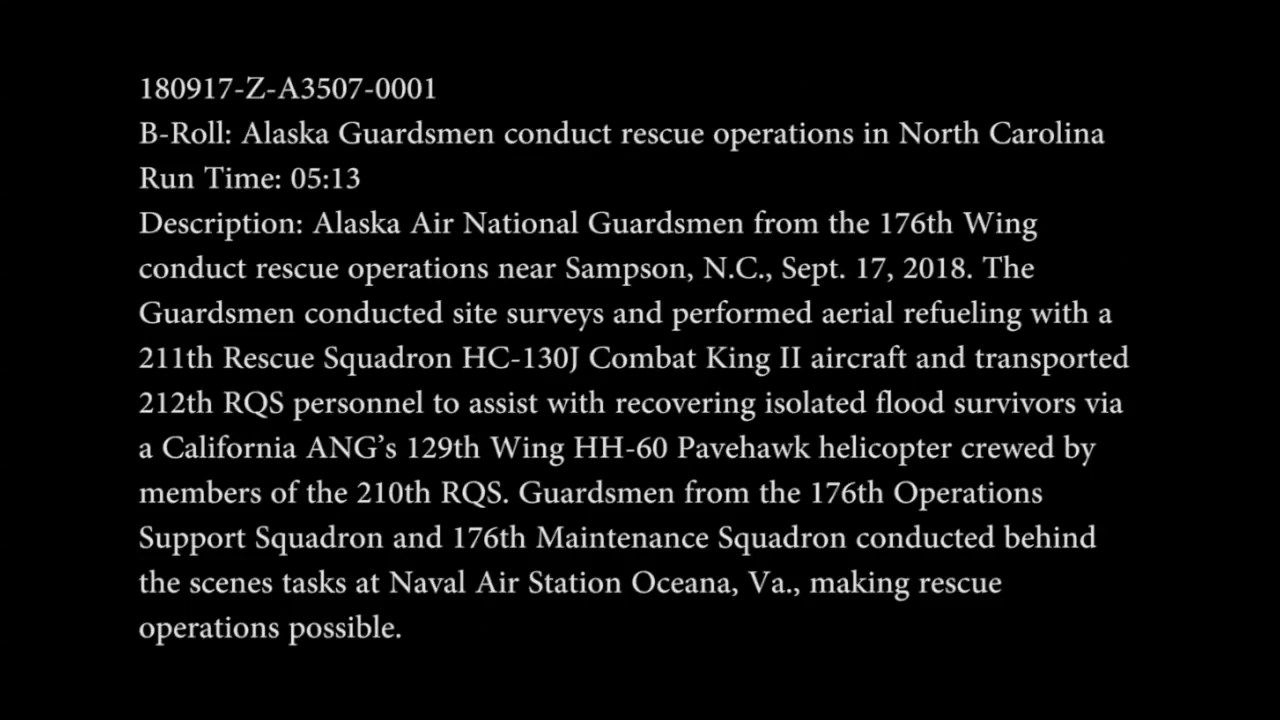 180917-Z-A3507-0001
B-Roll: Alaska Guardsmen conduct rescue operations in North Carolina
Run Time: 05:13
Description: Alaska Air National Guardsmen from the 176th Wing
conduct rescue operations near Sampson, N.C., Sept. 17, 2018. The
Guardsmen conducted site surveys and performed aerial refueling with a
211th Rescue Squadron HC-130J Combat King II aircraft and transported
212th RQS personnel to assist with recovering isolated flood survivors via
a California ANG’s 129th Wing HH-60 Pavehawk helicopter crewed by
members of the 210th RQS. Guardsmen from the 176th Operations
Support Squadron and 176th Maintenance Squadron conducted behind
the scenes tasks at Naval Air Station Oceana, Va., making rescue
operations possible.